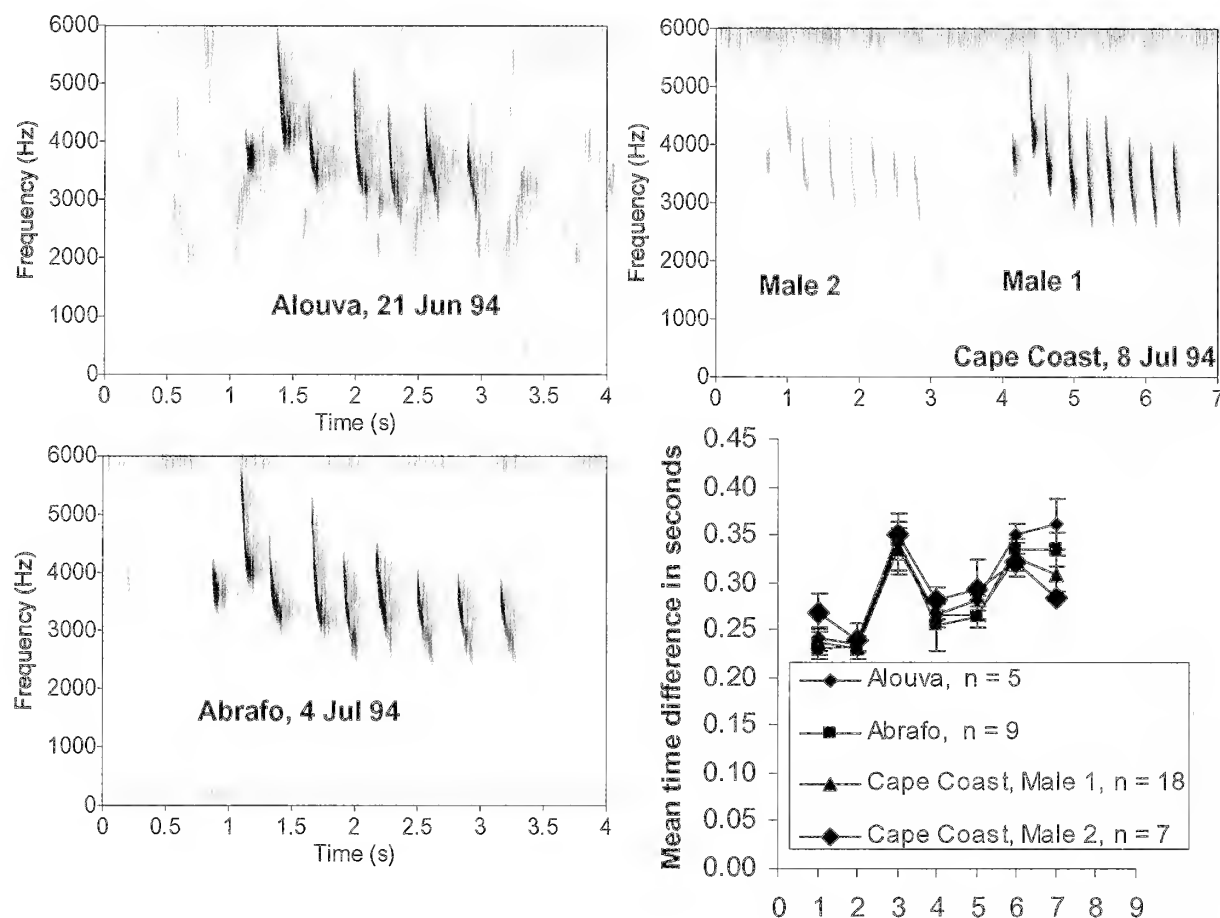 6000
5000
4000
3000
2000
1000
0
Frequency (Hz)
Alouva, 21 Jun 94
0 0.5 1 1.5 2 2.5 3 3.5 4
Time (s)
6000
5000
4000
3000
2000
1000
0
Frequency (Hz)
Male 2
Male 1
Cape Coast, 8 Jul 94
0 1 2 3 4 5 6 7
6000
5000
4000
3000
2000
1000
0
Frequency (Hz)
Abrafo, 4 Jul 94
0 0.5 1 1.5 2 2.5 3 3.5 4
Time (s)
0.45
0.40
0.35
0.30
0.25
0.20
0.15
0.10
0.05
0.00
Mean time difference in seconds
Alouva, n = 5
Abrafo, n = 9
Cape Coast, Male 1, n = 18
Cape Coast, Male 2, n = 7
0 1 2 3 4 5 6 7 8 9